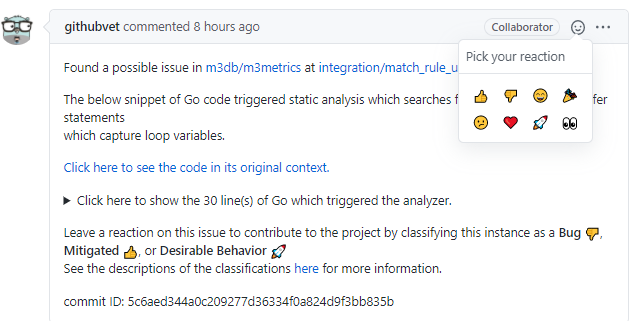 githubvet commented 8 hours ago
Collaborator
Pick your reaction
Found a possible issue in m3db/m3metrics at integration/match_rule_u
The below snippet of Go code triggered static analysis which searches f
fer
statements
which capture loop variables.
Click here to see the code in its original context.
Click here to show the 30 line(s) of Go which triggered the analyzer.
Leave a reaction on this issue to contribute to the project by classifying this instance as a Bug 👎,
Mitigated 👍, or Desirable Behavior 🚀
See the descriptions of the classifications here for more information.
commit ID: 5c6aed344a0c209277d36334f0a824d9f3bb835b